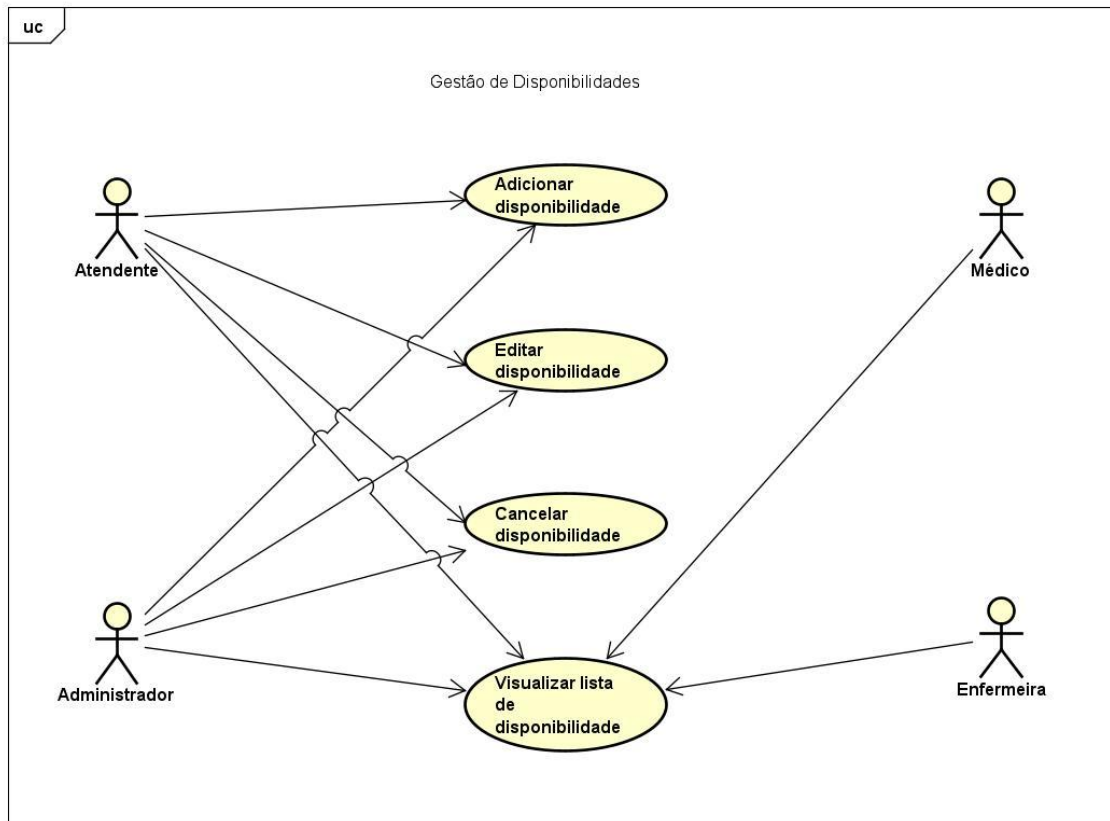 uc
Gestão de Disponibilidades
Adicionar
disponibilidade
Atendente
Médico
Editar
disponibilidade
Cancelar
disponibilidade
Administrador
Enfermeira
Visualizar lista
de
disponibilidade